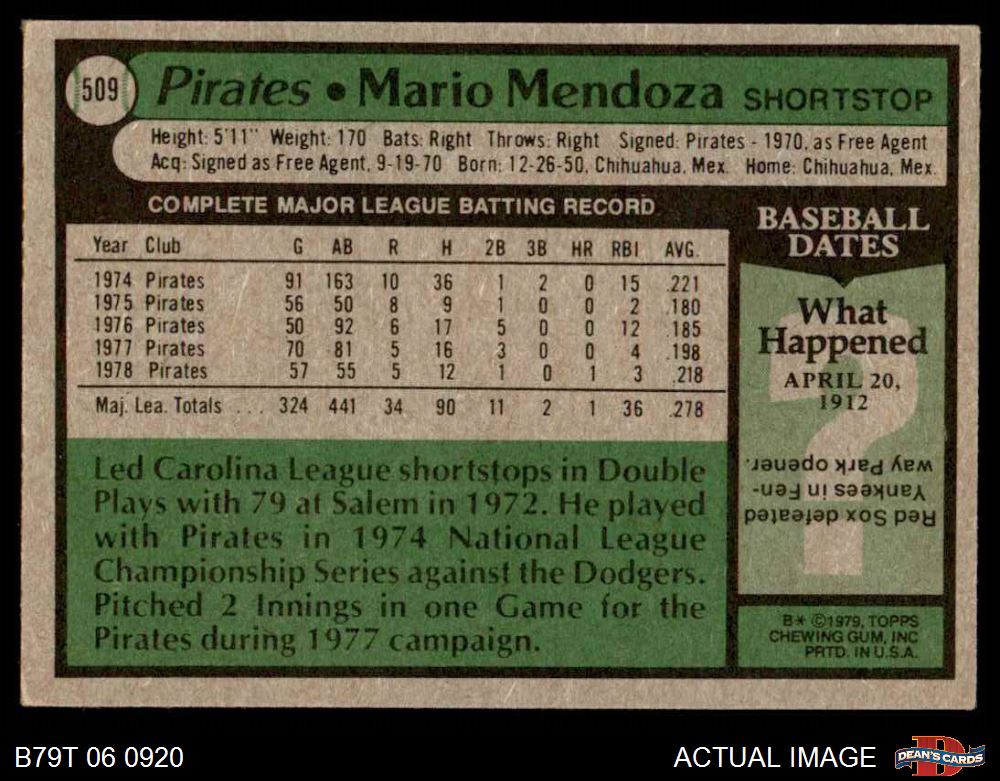 509
Pirates • Mario Mendoza SHORTSTOP
Height: 5'11" Weight: 170 Bats: Right Throws: Right Signed: Pirates - 1970, as Free Agent
Acq: Signed as Free Agent, 9-19-70 Born: 12-26-50, Chihuahua, Mex. Home: Chihuahua, Mex.
COMPLETE MAJOR LEAGUE BATTING RECORD
Year Club G AB R H 2B 3B HR RBI AVG.
1974 Pirates 91 163 10 36 1 2 0 15 .221
1975 Pirates 56 50 8 9 1 0 0 2 .180
1976 Pirates 50 92 6 17 5 0 0 12 .185
1977 Pirates 70 81 5 16 3 0 0 4 .198
1978 Pirates 57 55 5 12 1 0 1 3 .218
Maj. Lea. Totals ... 324 441 34 90 11 2 1 36 .278
Led Carolina League shortstops in Double
Plays with 79 at Salem in 1972. He played
with Pirates in 1974 National League
Championship Series against the Dodgers.
Pitched 2 Innings in one Game for the
Pirates during 1977 campaign.
BASEBALL
DATES
What
Happened
APRIL 20,
1912
Red Sox defeated
Yankees in Fen-
way Park opener.
B* ©1979, TOPPS
CHEWING GUM, INC
PRTD. IN U.S.A.
B79T 06 0920
ACTUAL IMAGE
D
DEAN'S CARDS